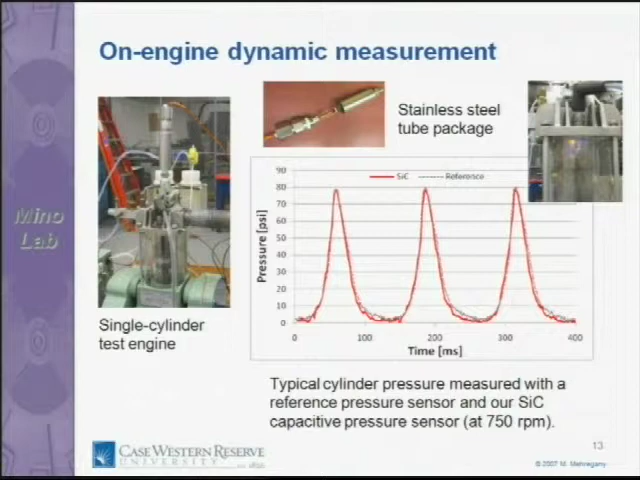 On-engine dynamic measurement
Stainless steel
tube package
Mino
Lab
SiC
Reference
90
80
70
60
50
40
30
20
10
0
Pressure [psi]
0 100 200 300 400
Time [ms]
Single-cylinder
test engine
Typical cylinder pressure measured with a
reference pressure sensor and our SiC
capacitive pressure sensor (at 750 rpm).
CASE WESTERN RESERVE
UNIVERSITY
13
© 2007 M. Mehregany